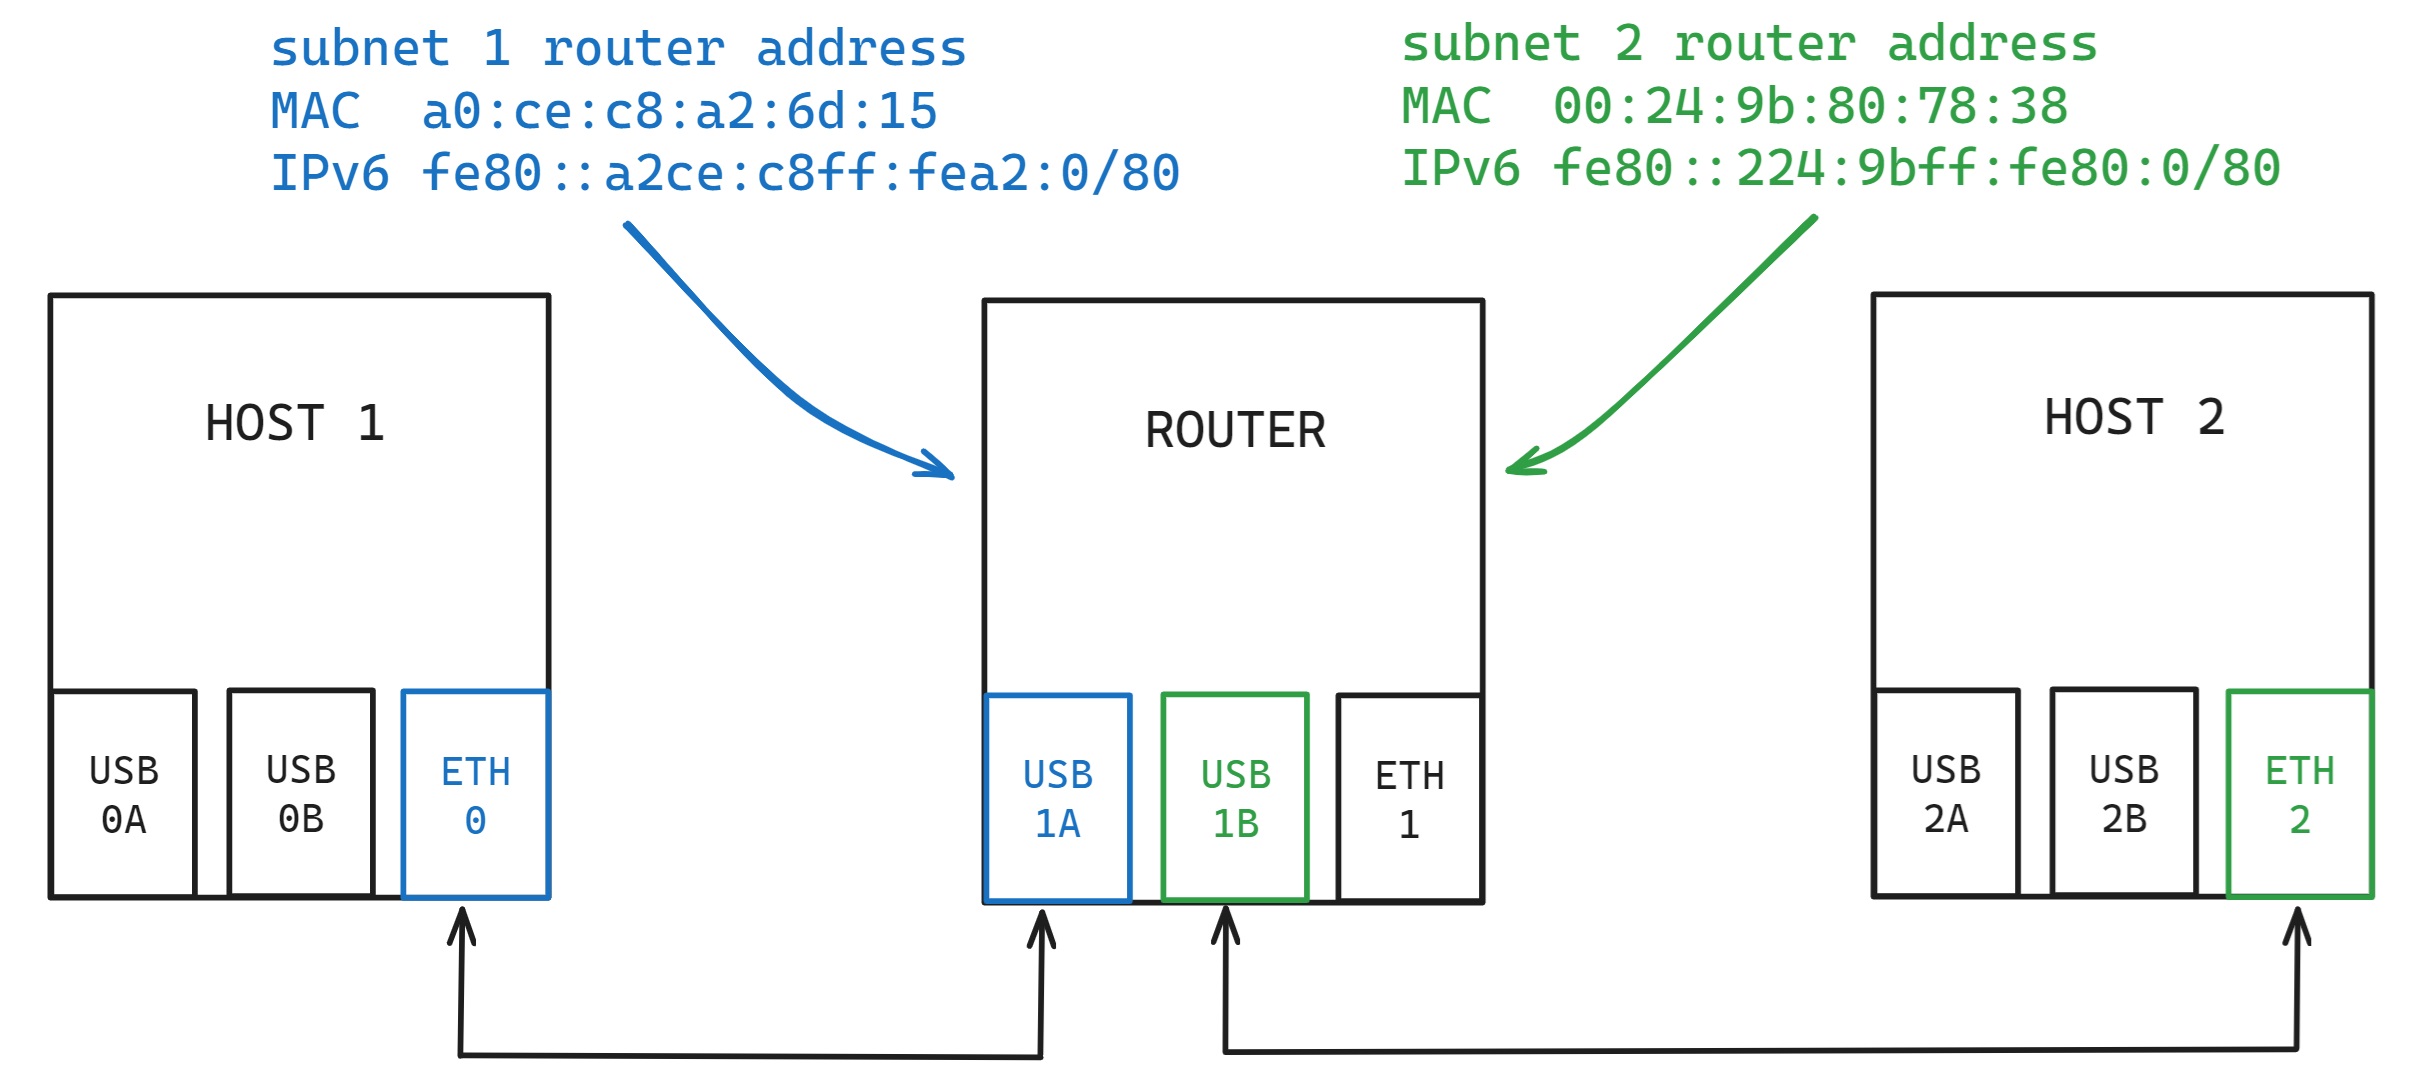 subnet 1 router address
MAC  a0:ce:c8:a2:6d:15
IPv6 fe80::a2ce:c8ff:fea2:0/80
subnet 2 router address
MAC  00:24:9b:80:78:38
IPv6 fe80::224:9bff:fe80:0/80
HOST 1
ROUTER
HOST 2
USB
0A
USB
0B
ETH
0
USB
1A
USB
1B
ETH
1
USB
2A
USB
2B
ETH
2